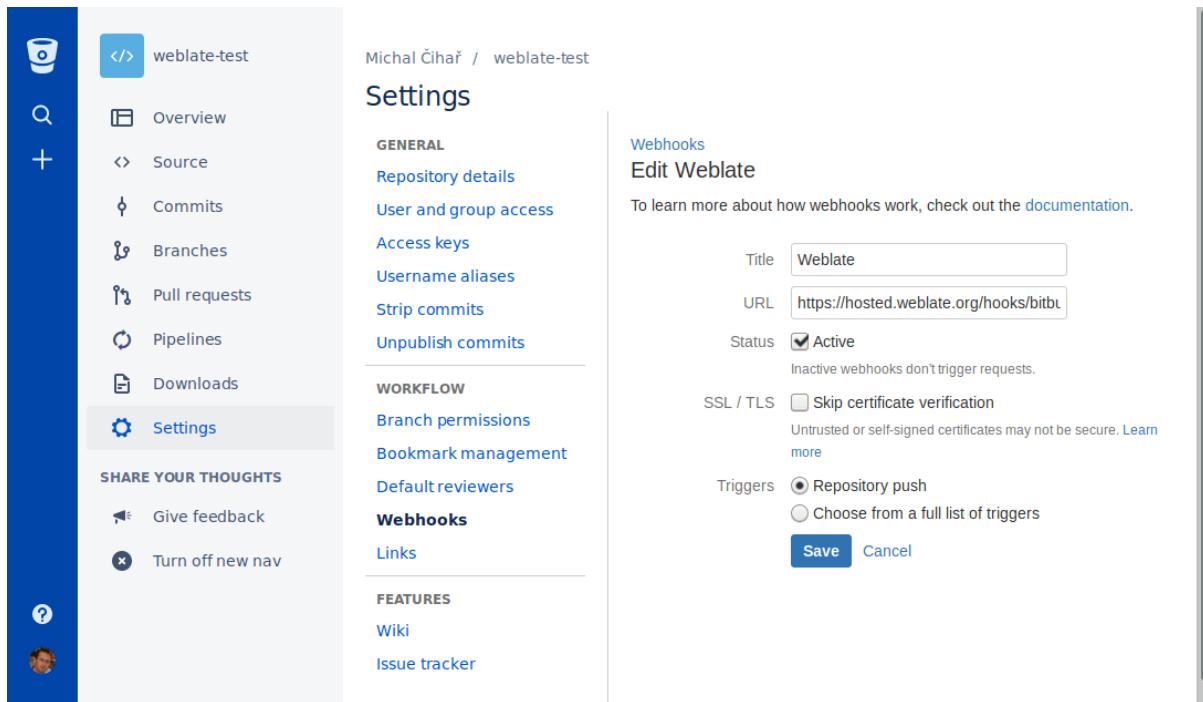 weblate-test
Overview
Source
Commits
Branches
Pull requests
Pipelines
Downloads
Settings
SHARE YOUR THOUGHTS
Give feedback
Turn off new nav
Michal Čihař / weblate-test
Settings
GENERAL
Repository details
User and group access
Access keys
Username aliases
Strip commits
Unpublish commits
WORKFLOW
Branch permissions
Bookmark management
Default reviewers
Webhooks
Links
FEATURES
Wiki
Issue tracker
Webhooks
Edit Weblate
To learn more about how webhooks work, check out the documentation.
Title Weblate
URL https://hosted.weblate.org/hooks/bitbu
Status Active
Inactive webhooks don't trigger requests.
SSL / TLS Skip certificate verification
Untrusted or self-signed certificates may not be secure. Learn
more
Triggers Repository push
Choose from a full list of triggers
Save Cancel